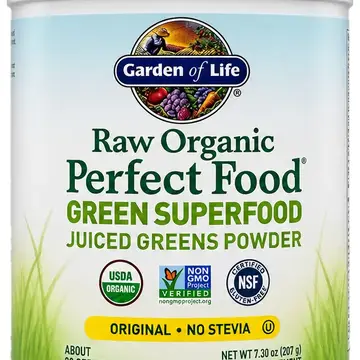 Garden of Life
®
Raw Organic
Perfect Food®
GREEN SUPERFOOD
JUICED GREENS POWDER
USDA
ORGANIC
NON
GMO
Project
VERIFIED
nongmoproject.org
CERTIFIED
NSF
GLUTEN-FREE
ORIGINAL • NO STEVIA U
ABOUT
NET WT 7.30 oz (207 g)